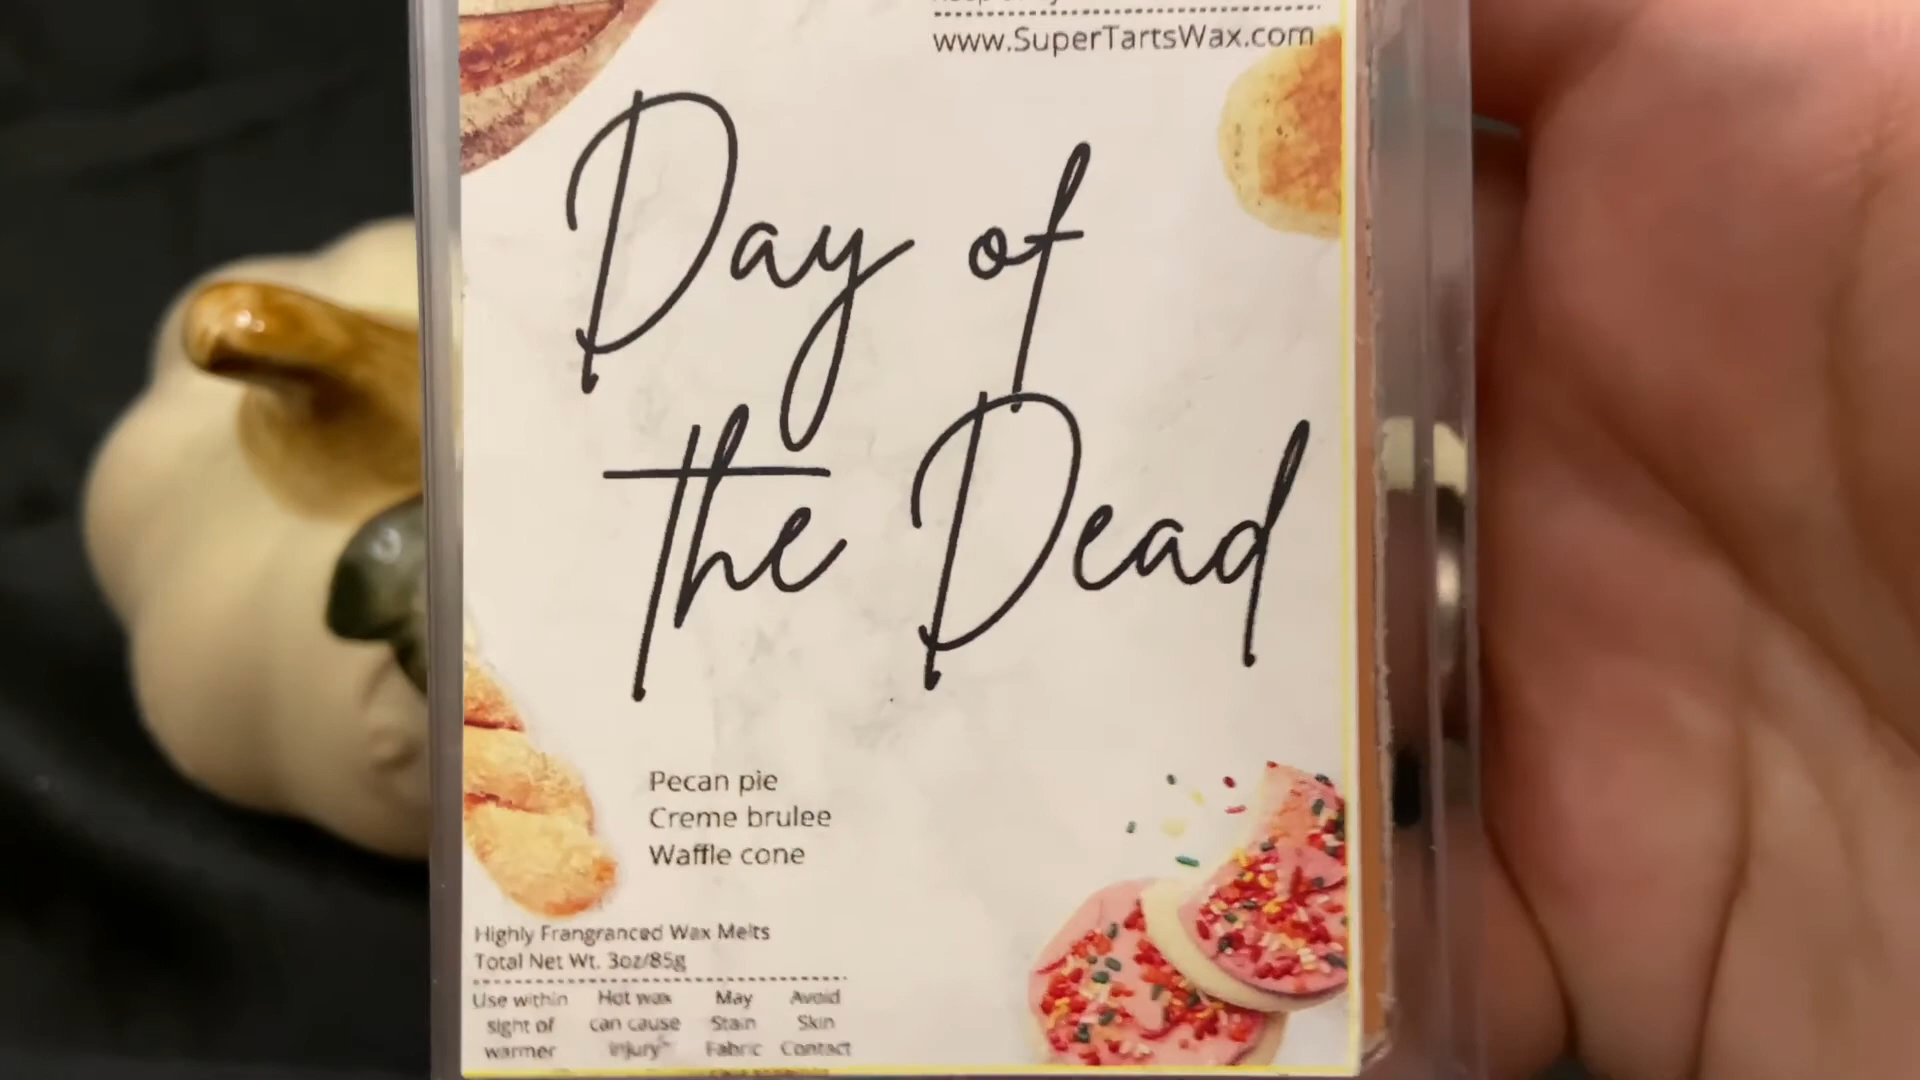 www.SuperTartsWax.com
Day of
the Dead
Pecan pie
Creme brulee
Waffle cone
Highly Frangranced Wax Melts
Total Net Wt. 3oz/85g
Use within sight of warmer
Hot wax can cause injury
May Stain Fabric
Avoid Skin Contact